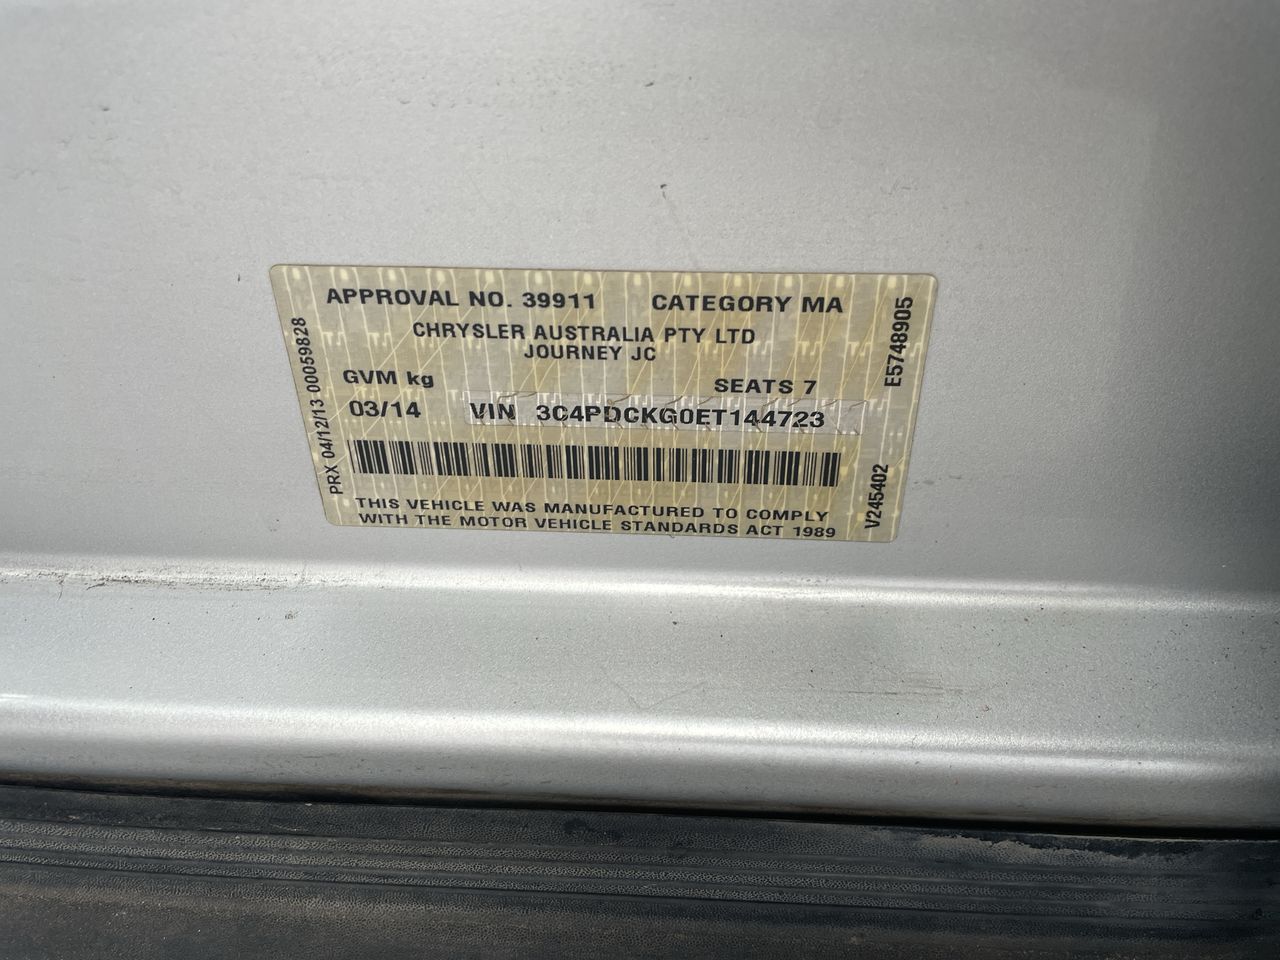 APPROVAL NO. 39911 CATEGORY MA
CHRYSLER AUSTRALIA PTY LTD
JOURNEY JC
GVM kg SEATS 7
03/14 VIN 3C4PDCKG0ET144723
THIS VEHICLE WAS MANUFACTURED TO COMPLY
WITH THE MOTOR VEHICLE STANDARDS ACT 1989
PRX 04/12/13 00059828
E5748905
V245402